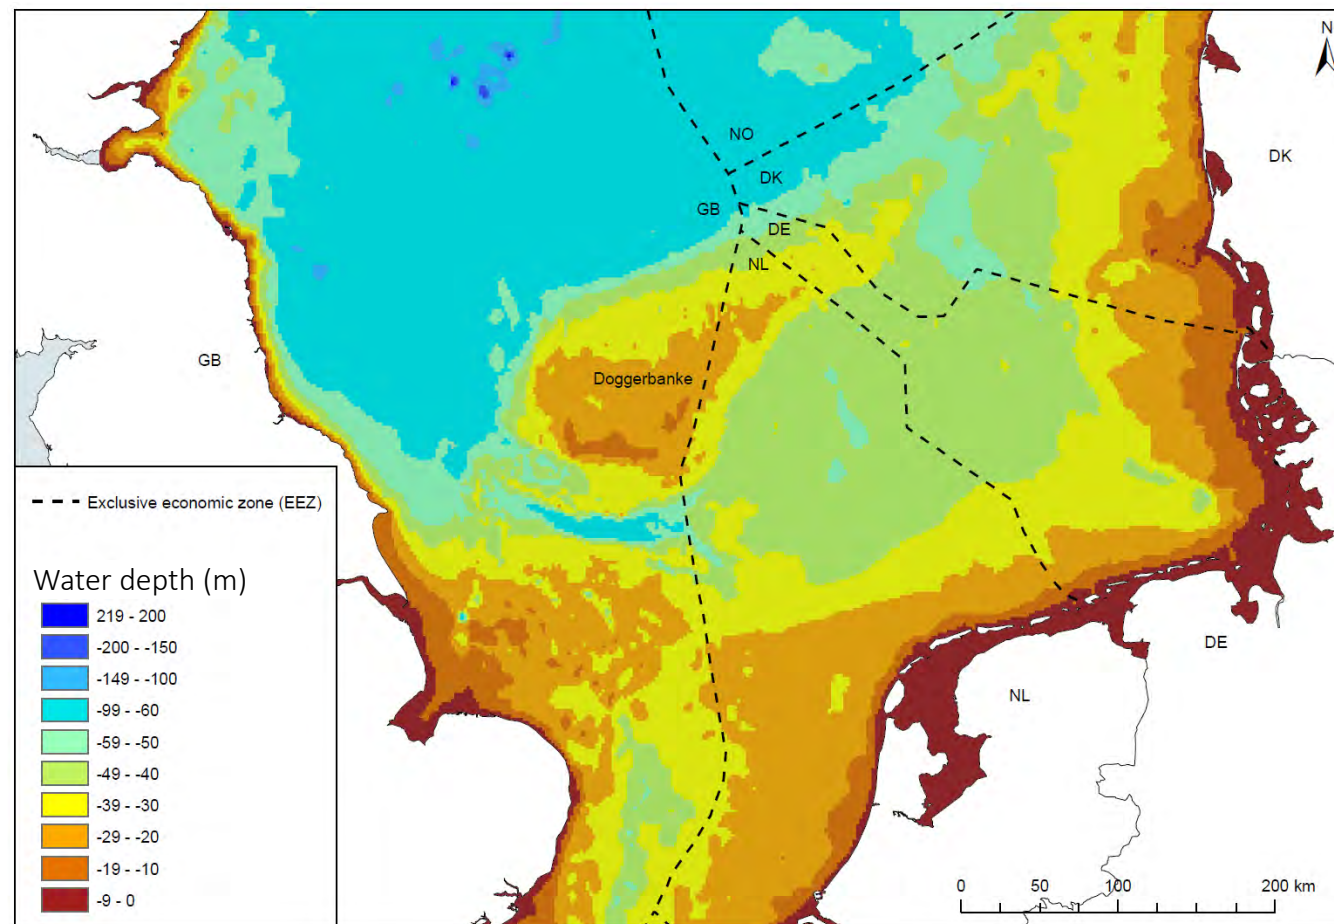 N
NO
DK
DK
GB
DE
NL
GB
Doggerbanke
Exclusive economic zone (EEZ)
Water depth (m)
219 - 200
-200 - -150
-149 - -100
-99 - -60
-59 - -50
-49 - -40
-39 - -30
-29 - -20
-19 - -10
-9 - 0
DE
NL
0 50 100 200 km